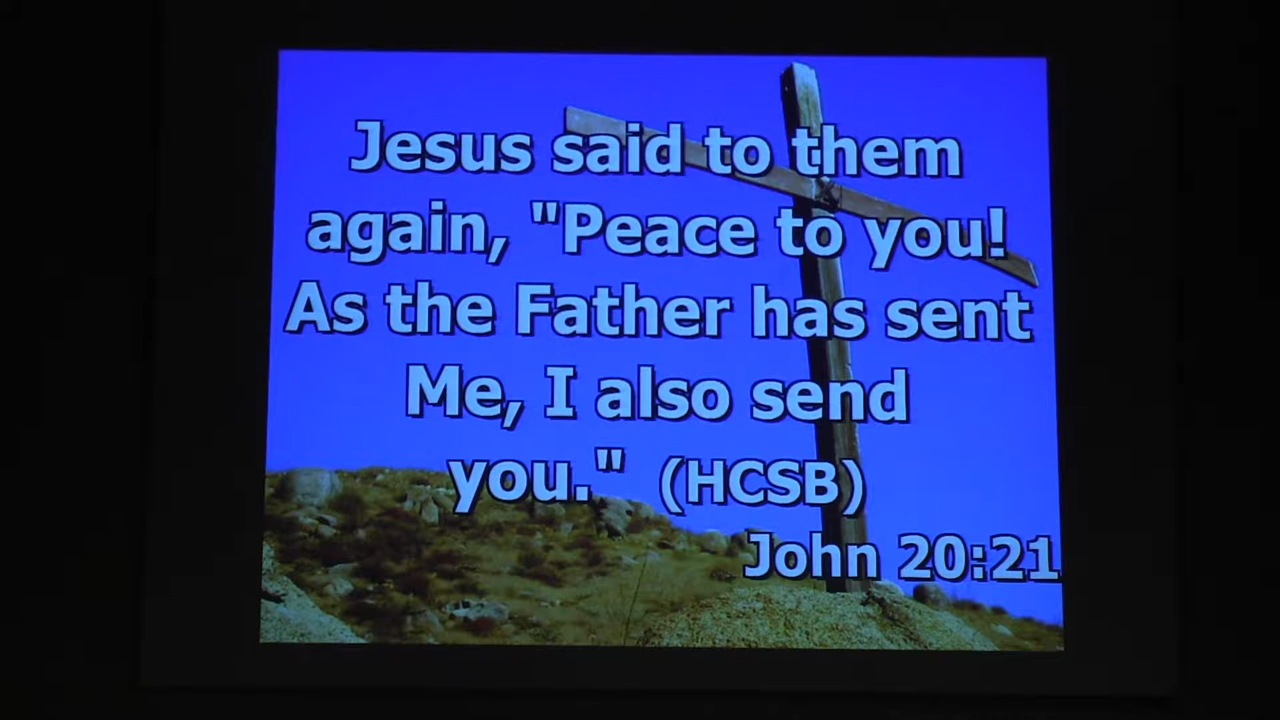 Jesus said to them
again, "Peace to you!
As the Father has sent
Me, I also send
you." (HCSB)
John 20:21